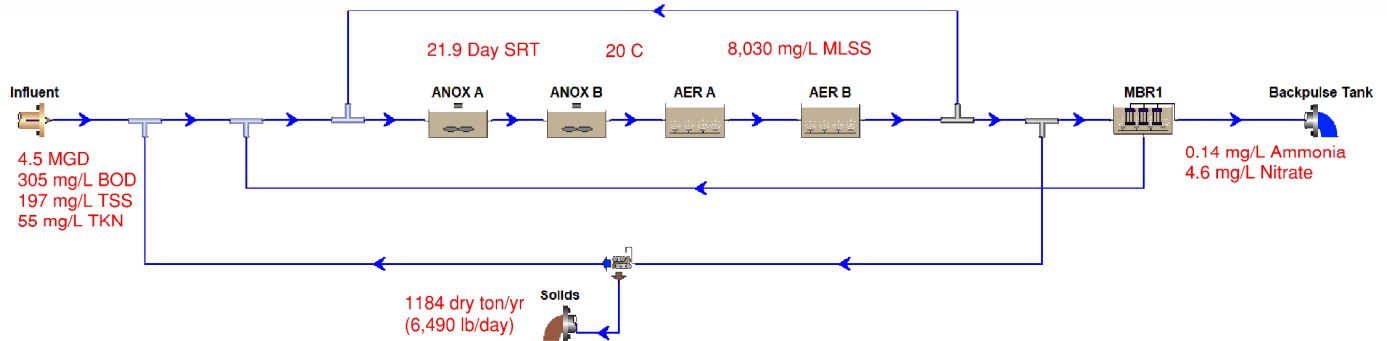 21.9 Day SRT
20 C
8,030 mg/L MLSS
Influent
ANOX A
ANOX B
AER A
AER B
MBR1
Backpulse Tank
4.5 MGD
305 mg/L BOD
197 mg/L TSS
55 mg/L TKN
0.14 mg/L Ammonia
4.6 mg/L Nitrate
1184 dry ton/yr
(6,490 lb/day)
Solids